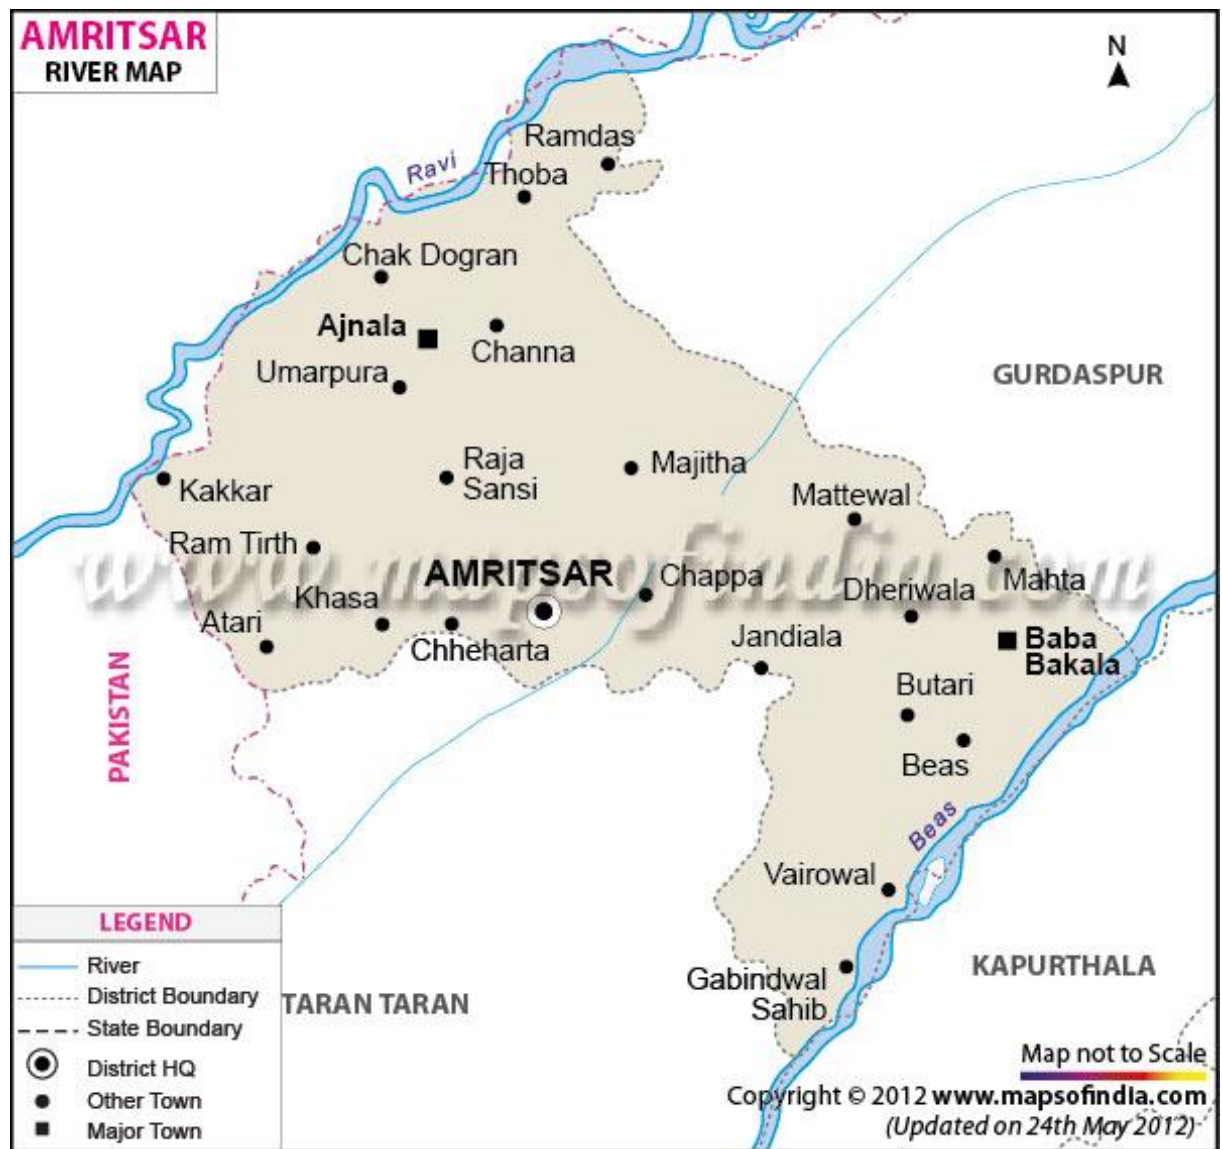 AMRITSAR
RIVER MAP
N
Ramdas
Ravi
Thoba
Chak Dogran
Ajnala
Channa
Umarpura
GURDASPUR
Raja
Sansi
Majitha
Kakkar
Mattewal
Ram Tirth
www.mapsofindia.com
AMRITSAR
Chappa
Mahta
Khasa
Dheriwala
Atari
Chheharta
Jandiala
Baba
Bakala
PAKISTAN
Butari
Beas
Beas
Vairowal
LEGEND
River
District Boundary
State Boundary
District HQ
Other Town
Major Town
TARAN TARAN
Gabindwal
Sahib
KAPURTHALA
Map not to Scale
Copyright © 2012 www.mapsofindia.com
(Updated on 24th May 2012)